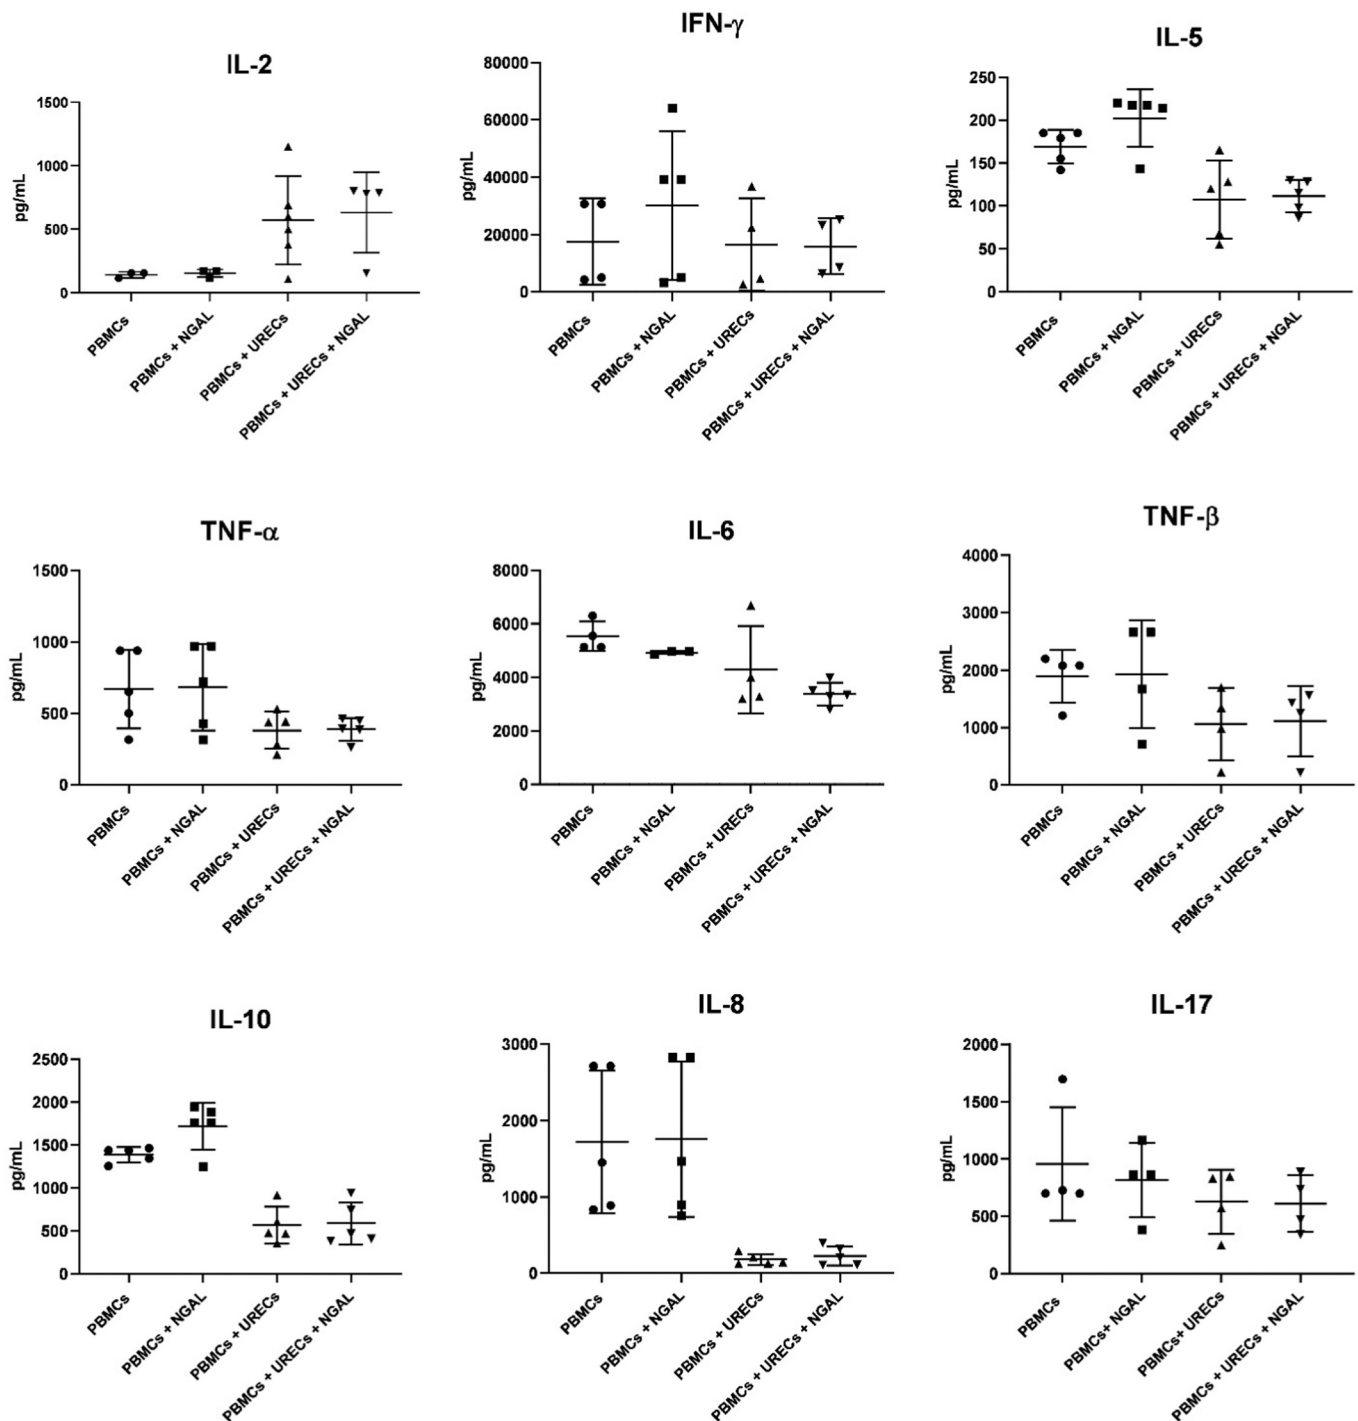 IL-2
pg/mL
1500
1000
500
0
PBMCs
PBMCs + NGAL
PBMCs + URECs
PBMCs + URECs + NGAL
IFN-γ
pg/mL
80000
60000
40000
20000
0
PBMCs
PBMCs + NGAL
PBMCs + URECs
PBMCs + URECs + NGAL
IL-5
pg/mL
250
200
150
100
50
0
PBMCs
PBMCs + NGAL
PBMCs + URECs
PBMCs + URECs + NGAL
TNF-α
pg/mL
1500
1000
500
0
PBMCs
PBMCs + NGAL
PBMCs + URECs
PBMCs + URECs + NGAL
IL-6
pg/mL
8000
6000
4000
2000
0
PBMCs
PBMCs + NGAL
PBMCs + URECs
PBMCs + URECs + NGAL
TNF-β
pg/mL
4000
3000
2000
1000
0
PBMCs
PBMCs + NGAL
PBMCs + URECs
PBMCs + URECs + NGAL
IL-10
pg/mL
2500
2000
1500
1000
500
0
PBMCs
PBMCs + NGAL
PBMCs + URECs
PBMCs + URECs + NGAL
IL-8
pg/mL
3000
2000
1000
0
PBMCs
PBMCs + NGAL
PBMCs + URECs
PBMCs + URECs + NGAL
IL-17
pg/mL
2000
1500
1000
500
0
PBMCs
PBMCs+ NGAL
PBMCs+ URECs
PBMCs + URECs + NGAL